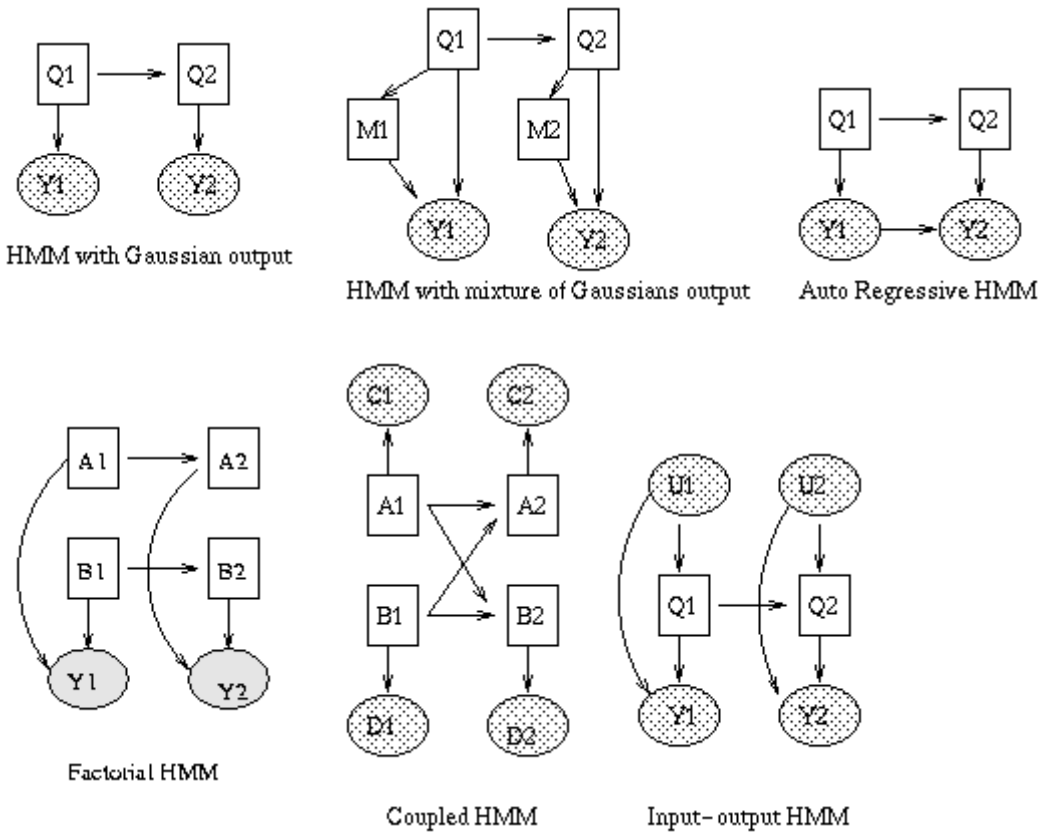 Q1 Q2
Y1 Y2
HMM with Gaussian output
Q1 Q2
M1 M2
Y1 Y2
HMM with mixture of Gaussians output
Q1 Q2
Y1 Y2
Auto Regressive HMM
A1 A2
B1 B2
Y1 Y2
Factorial HMM
C1 C2
A1 A2
B1 B2
D1 D2
Coupled HMM
U1 U2
Q1 Q2
Y1 Y2
Input-output HMM